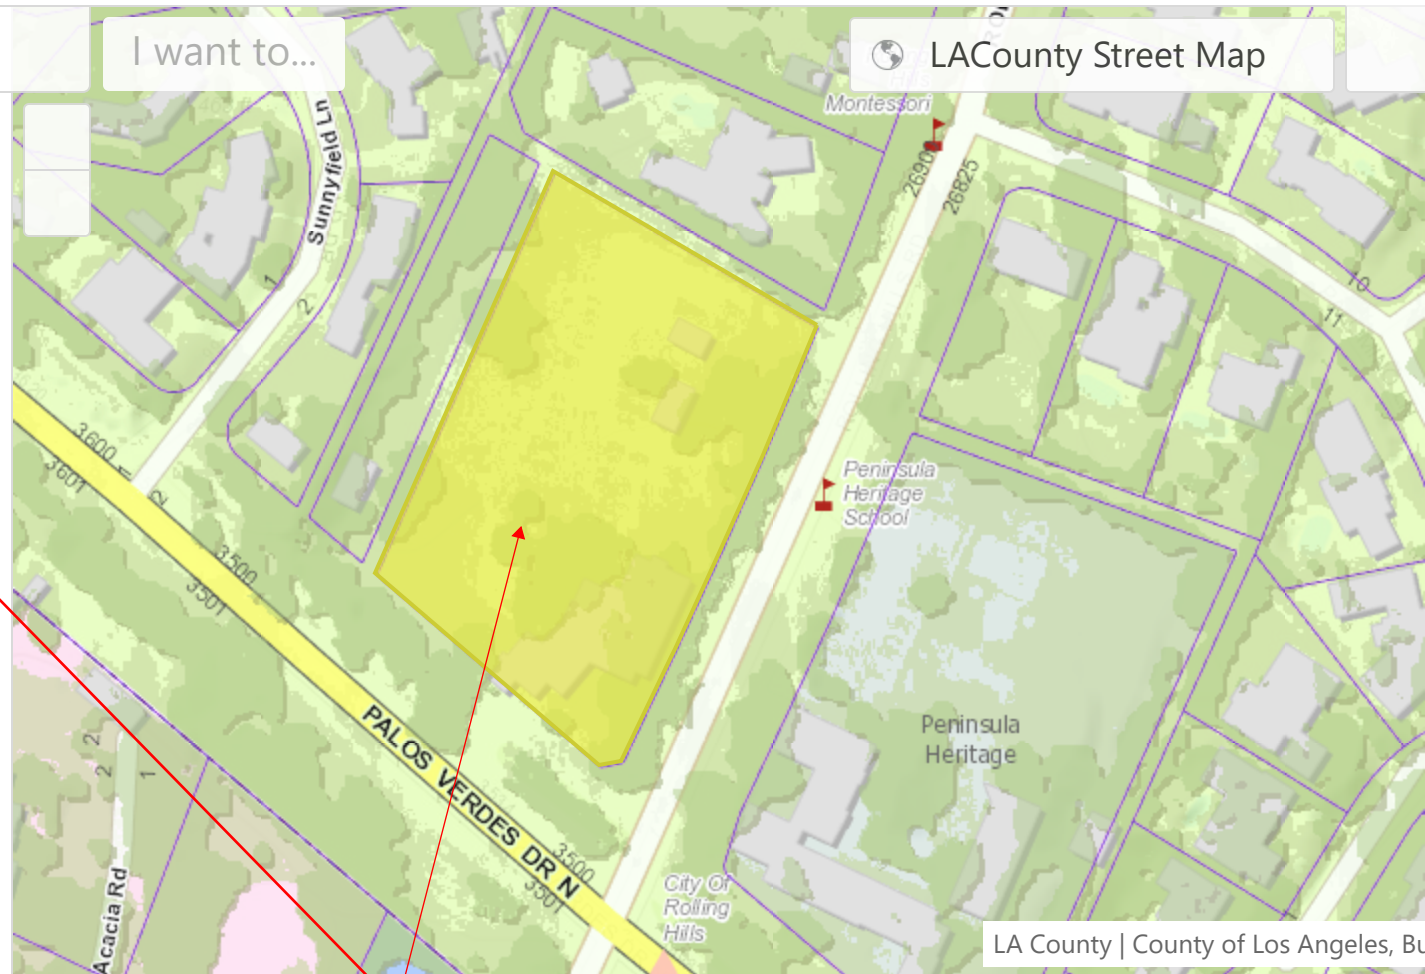 I want to...
LACounty Street Map
Montessori
Sunnyfield Ln
26825
1
2
10
11
3600
3601
2
Peninsula
Heritage
School
3500
3501
Peninsula
Heritage
PALOS VERDES DR N
2
2
1
3500
3501
Acacia Rd
City Of
Rolling
Hills
LA County | County of Los Angeles, Bu